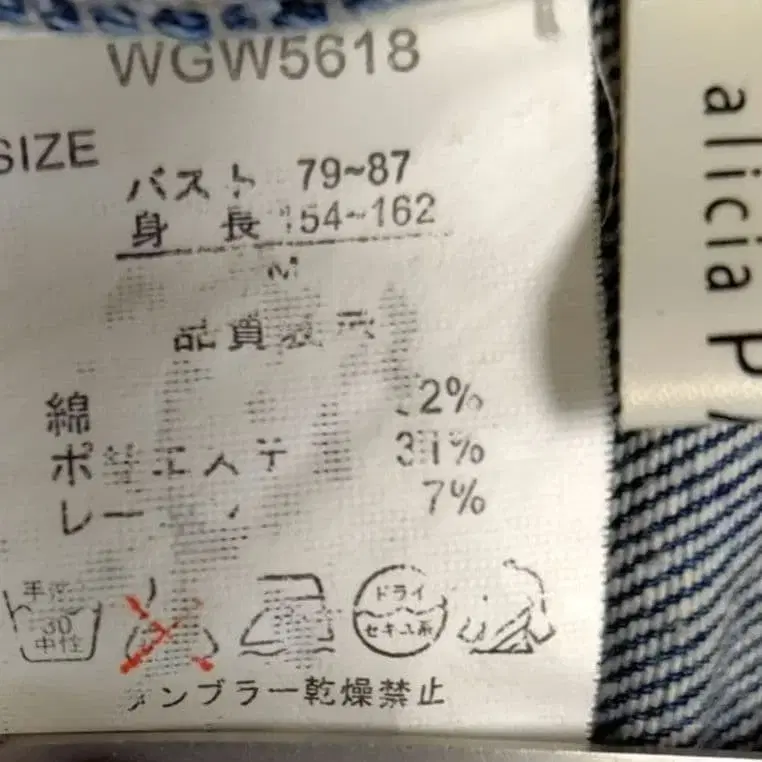 WGW5618
SIZE
バスト 79~87
身長 154~162
M
品質表示
綿 2%
ポリエステ 31%
レーヨン 7%
手洗
30
中性
ドライ
セキユ系
タンブラー乾燥禁止
alicia